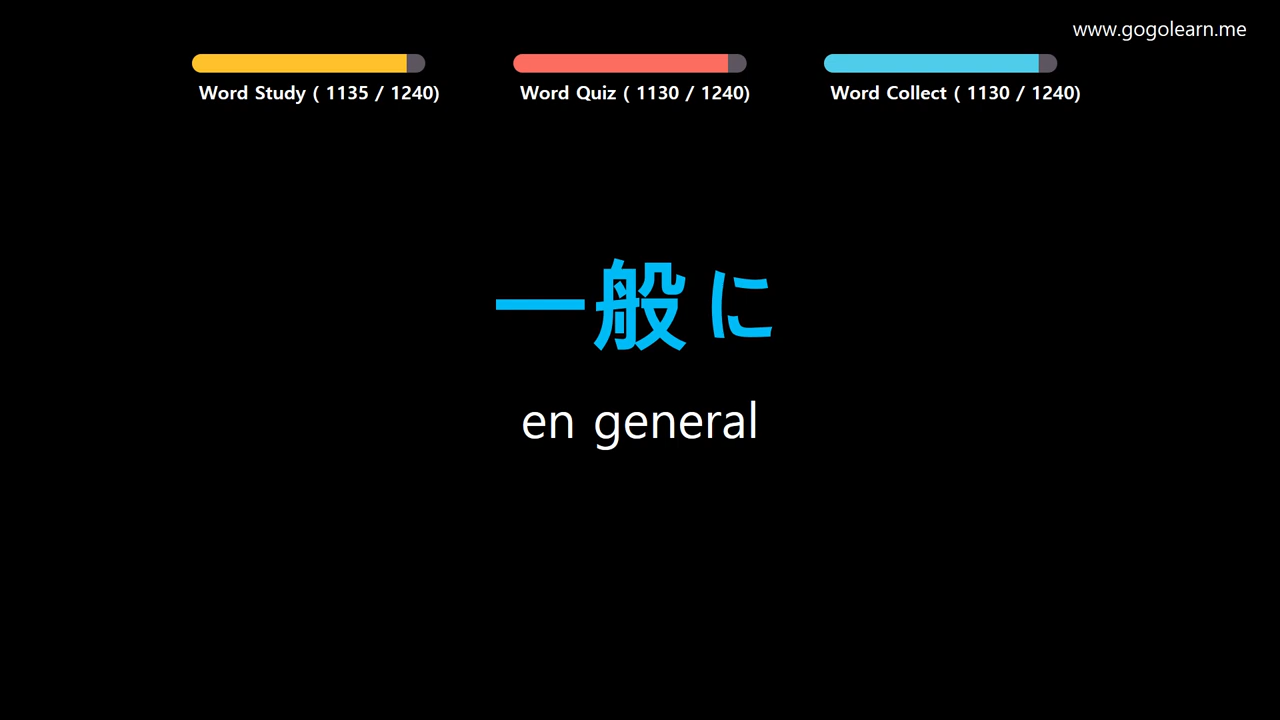 www.gogolearn.me
Word Study ( 1135 / 1240)
Word Quiz ( 1130 / 1240)
Word Collect ( 1130 / 1240)
一般に
en general